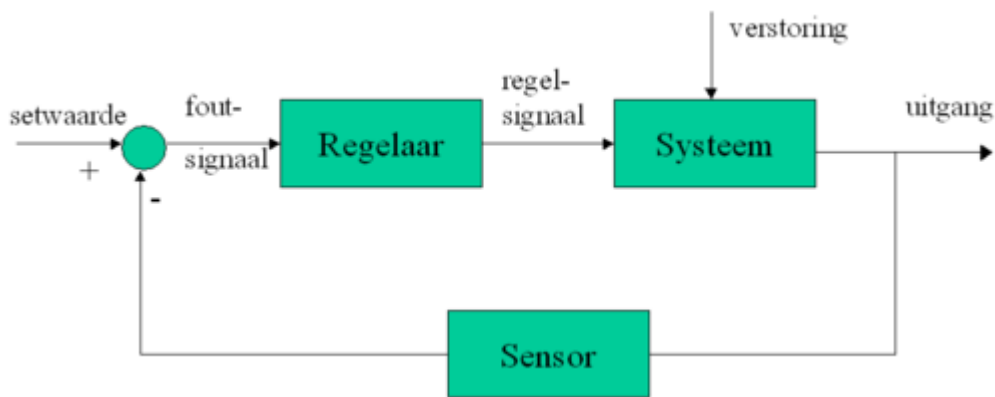 verstoring
setwaarde
+
-
fout-
signaal
Regelaar
regel-
signaal
Systeem
uitgang
Sensor